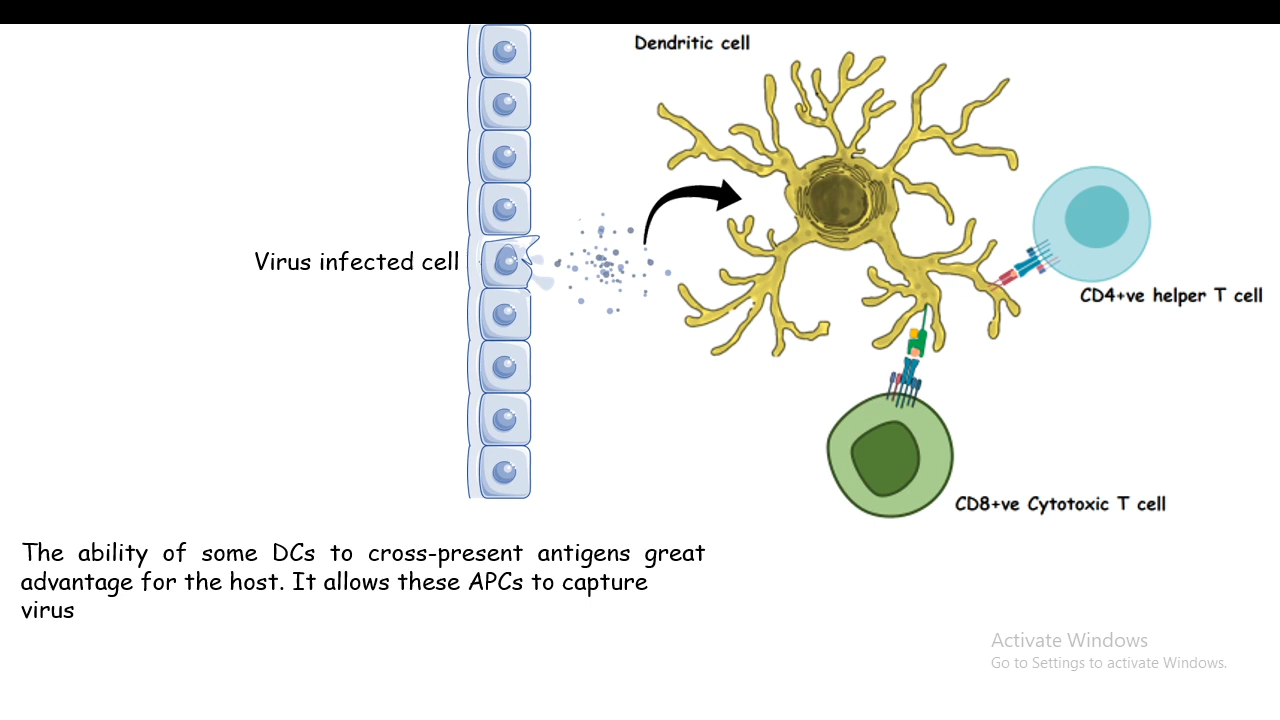 Dendritic cell
Virus infected cell
CD4+ve helper T cell
CD8+ve Cytotoxic T cell
The ability of some DCs to cross-present antigens great
advantage for the host. It allows these APCs to capture
virus
Activate Windows
Go to Settings to activate Windows.